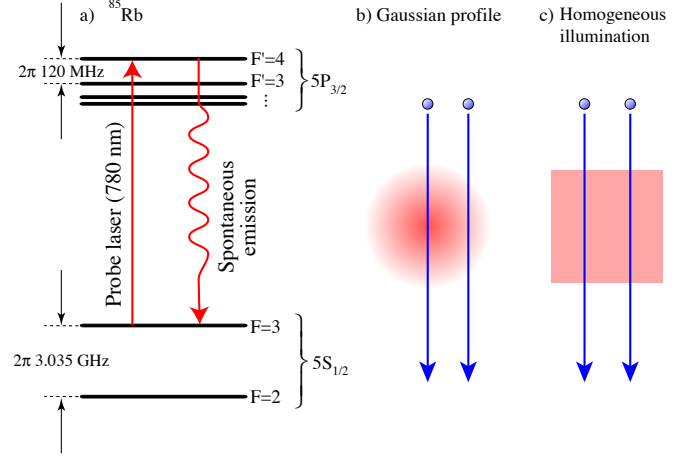 a) ⁸⁵Rb
F'=4
2π 120 MHz
F'=3
...
5P₃/₂
Probe laser (780 nm)
Spontaneous
emission
F=3
2π 3.035 GHz
5S₁/₂
F=2
b) Gaussian profile
c) Homogeneous
illumination